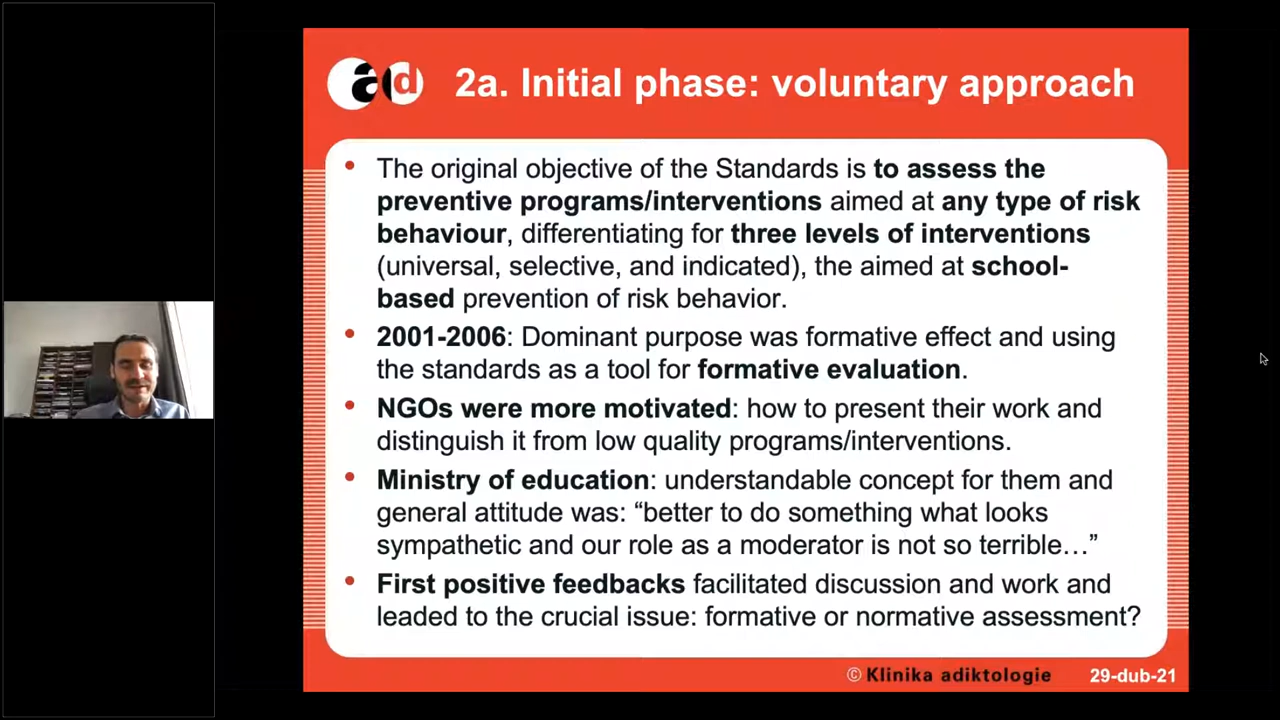 ad
2a. Initial phase: voluntary approach
• The original objective of the Standards is to assess the
preventive programs/interventions aimed at any type of risk
behaviour, differentiating for three levels of interventions
(universal, selective, and indicated), the aimed at school-
based prevention of risk behavior.
• 2001-2006: Dominant purpose was formative effect and using
the standards as a tool for formative evaluation.
• NGOs were more motivated: how to present their work and
distinguish it from low quality programs/interventions.
• Ministry of education: understandable concept for them and
general attitude was: “better to do something what looks
sympathetic and our role as a moderator is not so terrible…”
• First positive feedbacks facilitated discussion and work and
leaded to the crucial issue: formative or normative assessment?
© Klinika adiktologie 29-dub-21